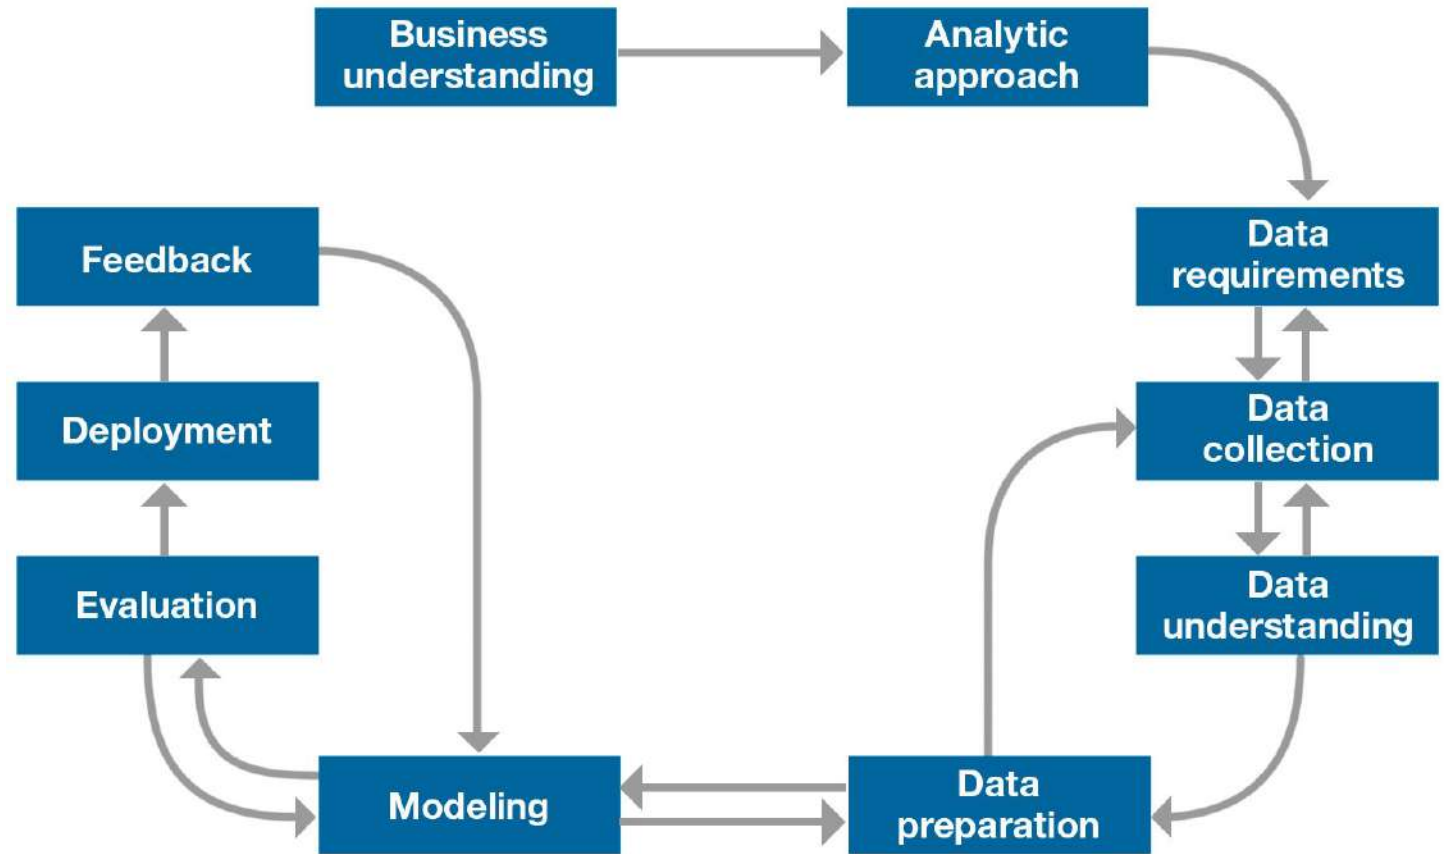 Business
understanding
Analytic
approach
Data
requirements
Data
collection
Data
understanding
Data
preparation
Modeling
Evaluation
Deployment
Feedback